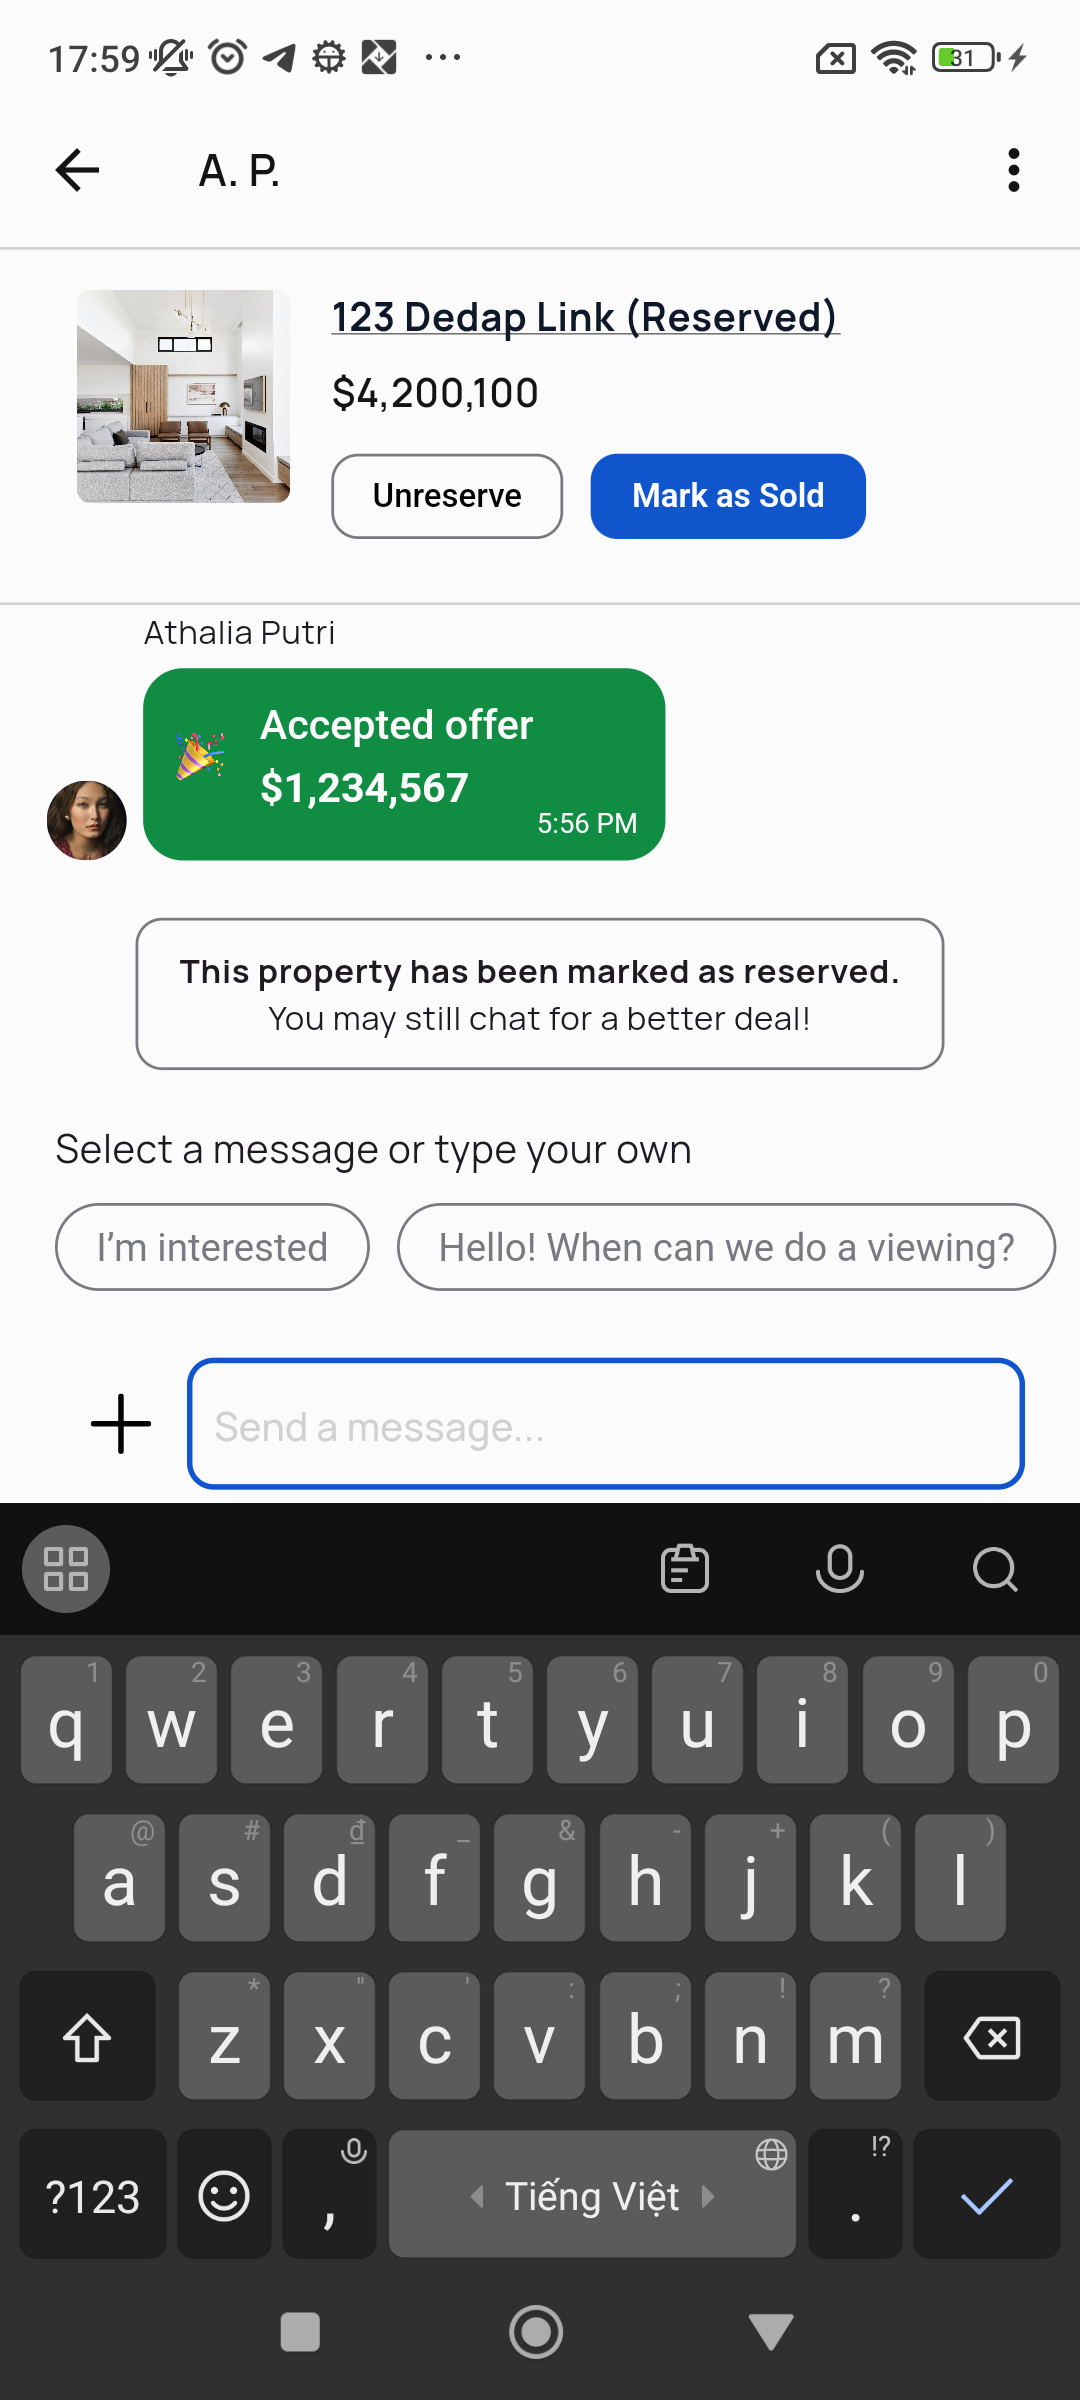 17:59
31
A. P.
123 Dedap Link (Reserved)
$4,200,100
Unreserve
Mark as Sold
Athalia Putri
Accepted offer
$1,234,567
5:56 PM
This property has been marked as reserved.
You may still chat for a better deal!
Select a message or type your own
I'm interested
Hello! When can we do a viewing?
Send a message...
1 2 3 4 5 6 7 8 9 0
q w e r t y u i o p
@ # ₫ _ & - + ( )
a s d f g h j k l
* " ' : ; ! ?
z x c v b n m
!?
?123 , Tiếng Việt .